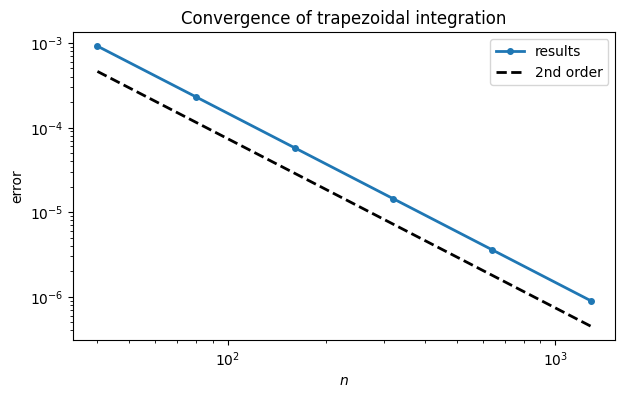 Convergence of trapezoidal integration
results
2nd order
error
10⁻³
10⁻⁴
10⁻⁵
10⁻⁶
10²
10³
n